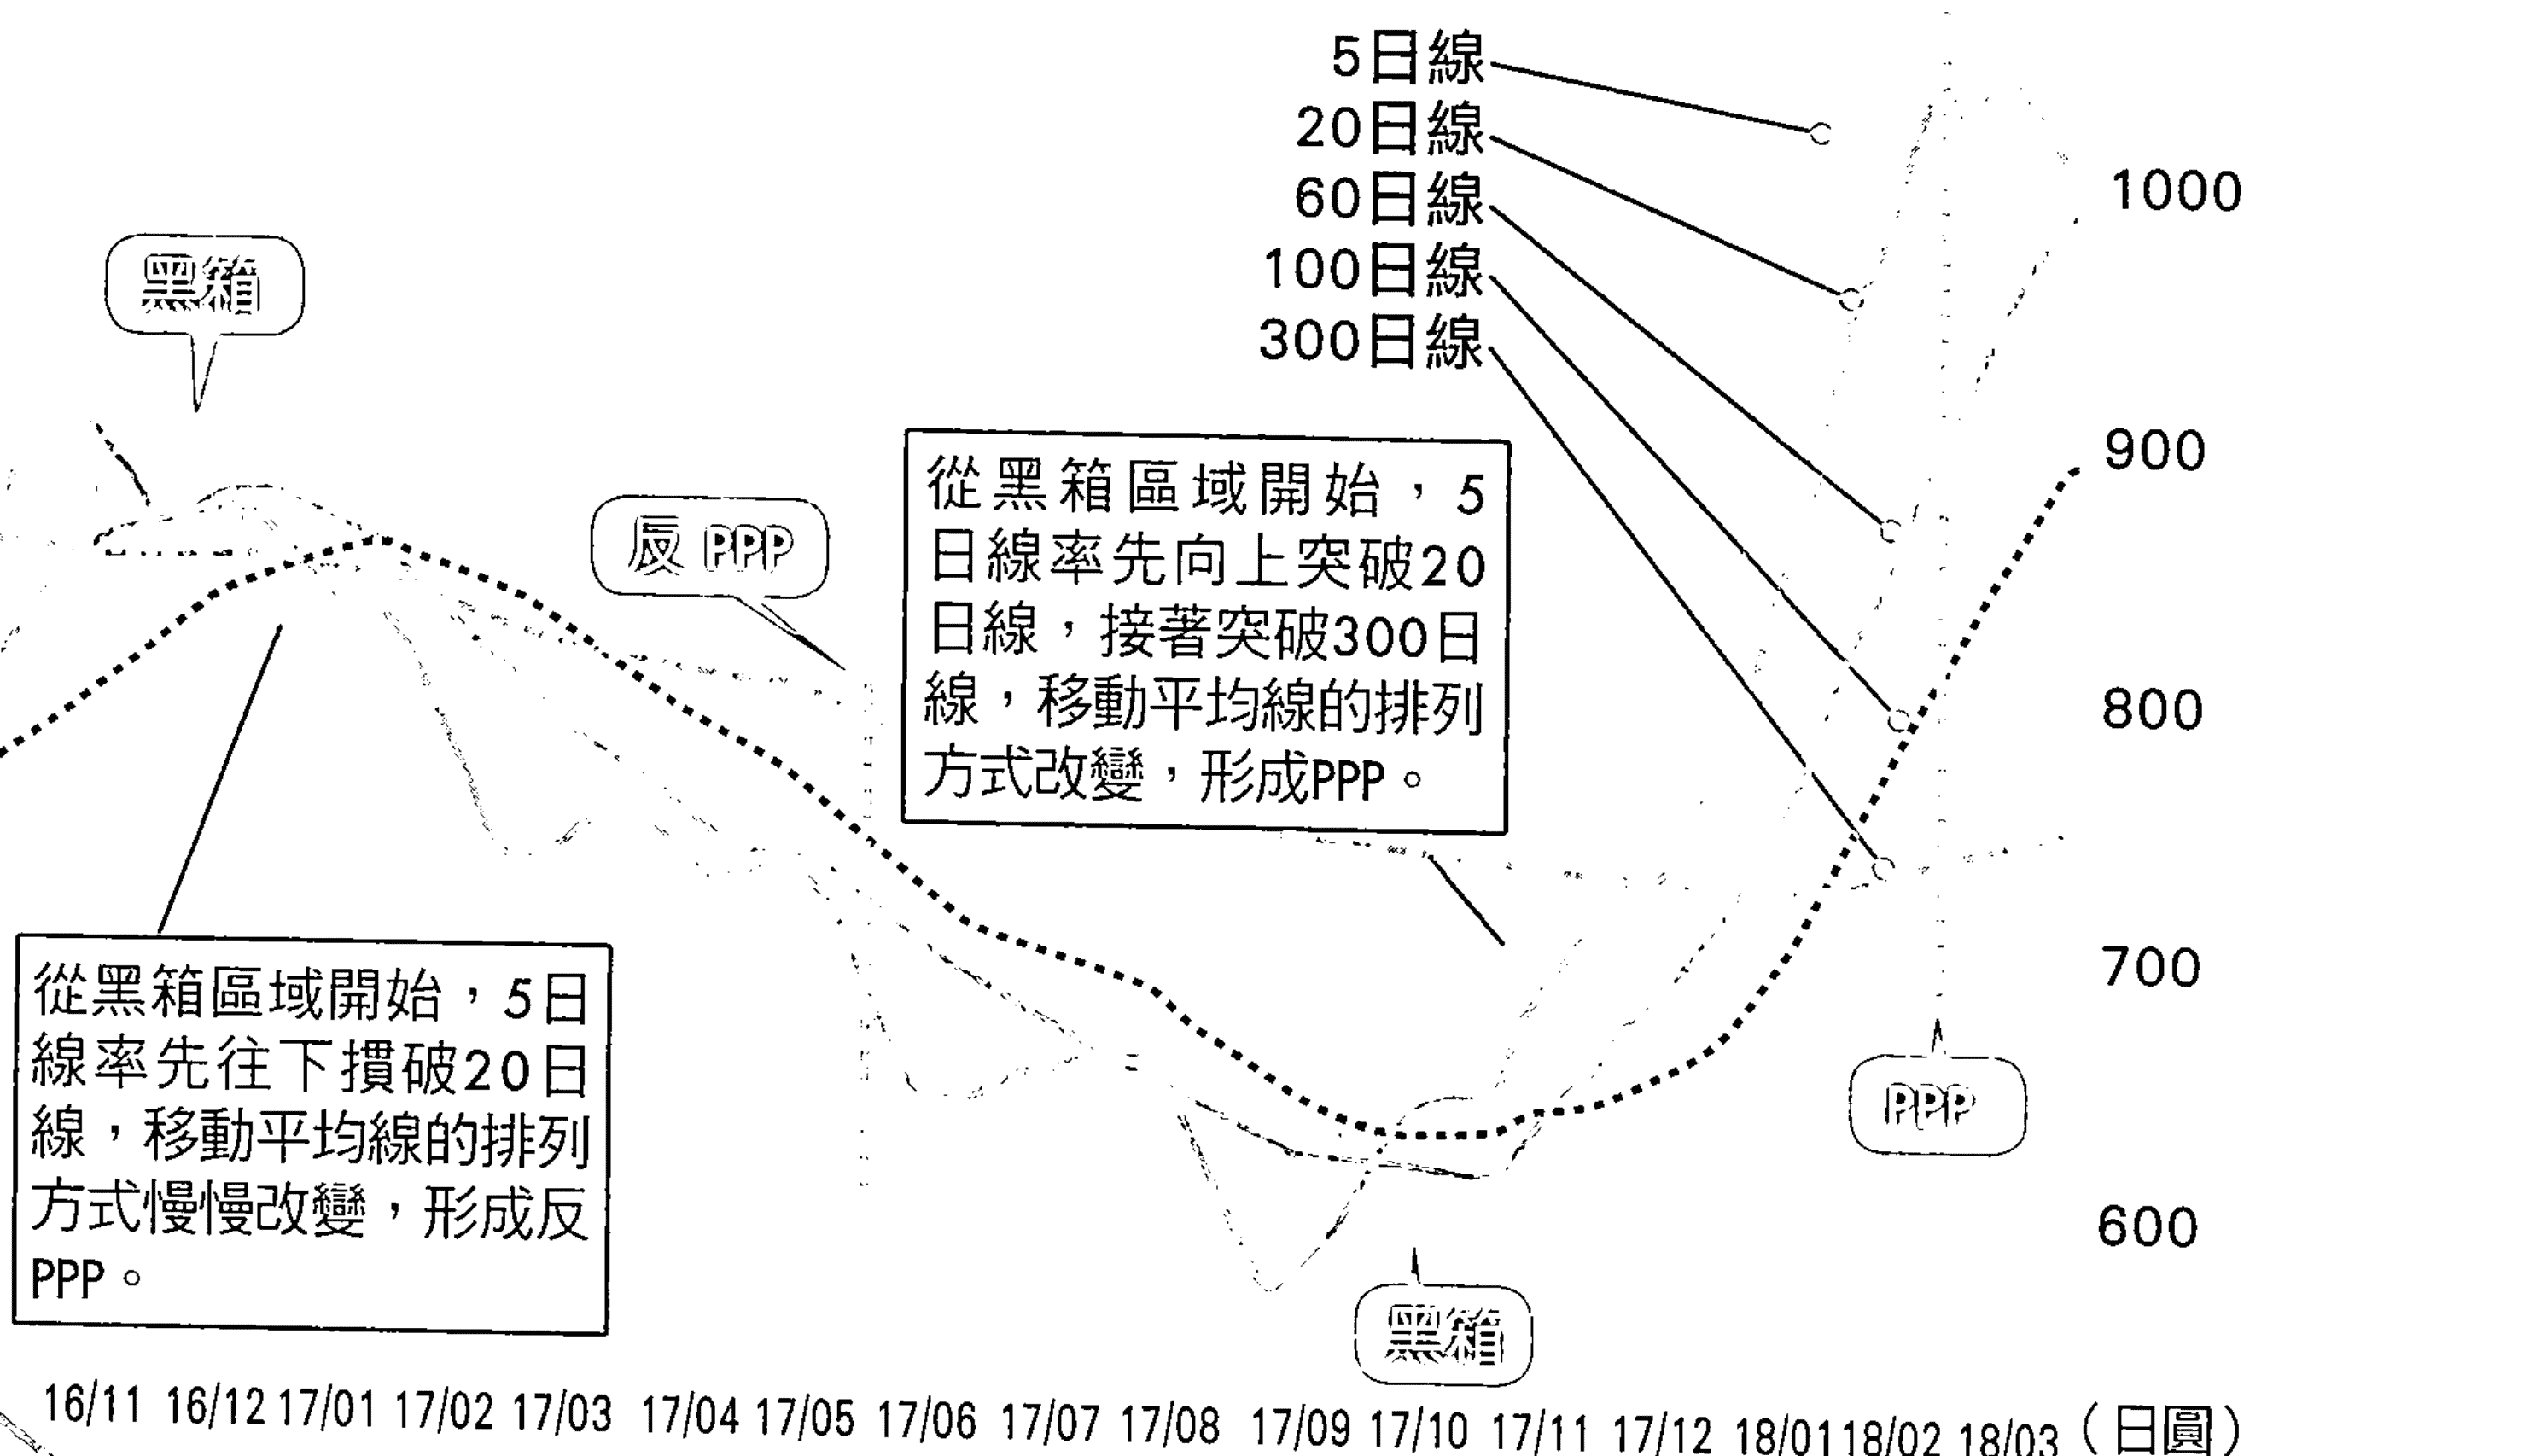 5日線
20日線
60日線
100日線
300日線
1000
黑箱
900
從黑箱區域開始，5
日線率先向上突破20
日線，接著突破300日
線，移動平均線的排列
方式改變，形成PPP。
反 PPP
800
700
從黑箱區域開始，5日
線率先往下摜破20日
線，移動平均線的排列
方式慢慢改變，形成反
PPP。
PPP
600
黑箱
16/11 16/12 17/01 17/02 17/03 17/04 17/05 17/06 17/07 17/08 17/09 17/10 17/11 17/12 18/01 18/02 18/03（日圓）